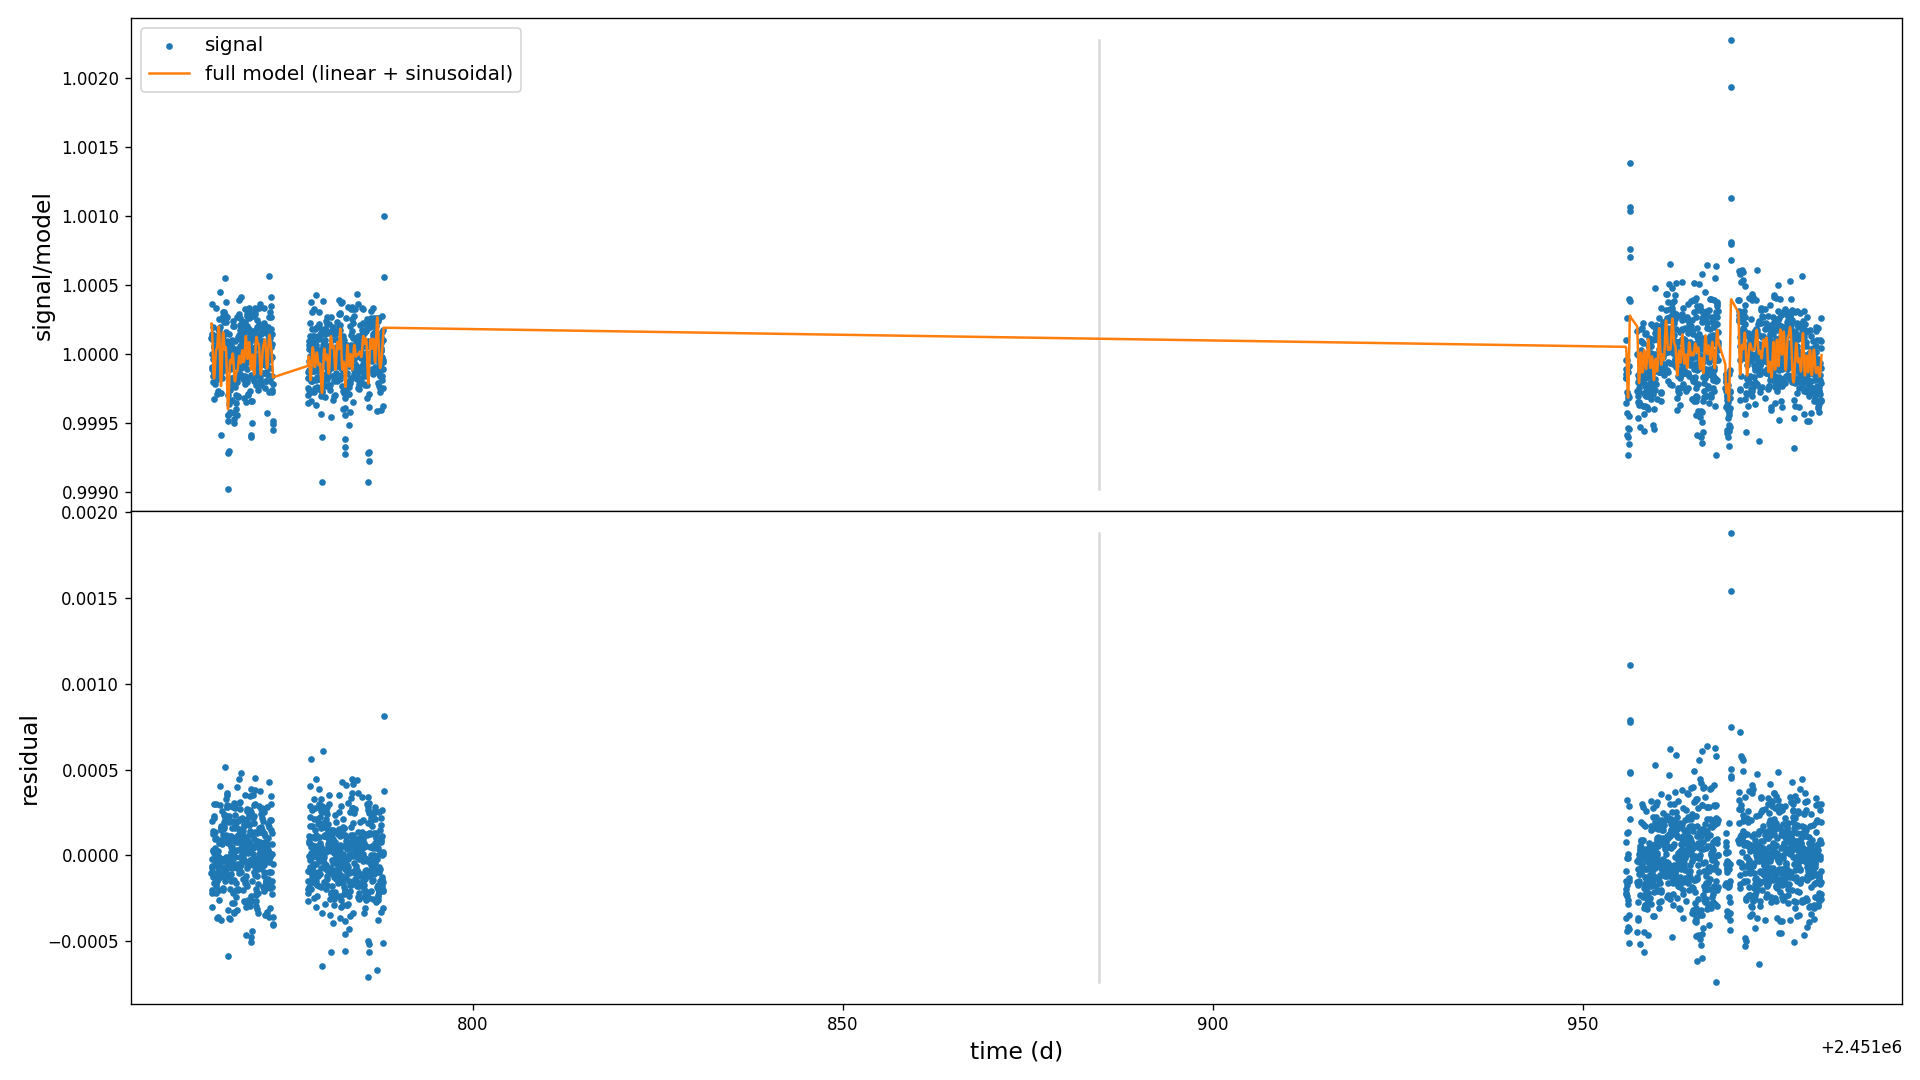 signal
full model (linear + sinusoidal)
signal/model
1.0020
1.0015
1.0010
1.0005
1.0000
0.9995
0.9990
residual
0.0020
0.0015
0.0010
0.0005
0.0000
−0.0005
800
850
900
950
time (d)
+2.451e6